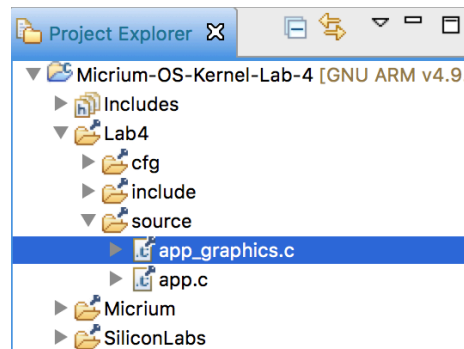 Project Explorer
Micrium-OS-Kernel-Lab-4 [GNU ARM v4.9
Includes
Lab4
cfg
include
source
app_graphics.c
app.c
Micrium
SiliconLabs